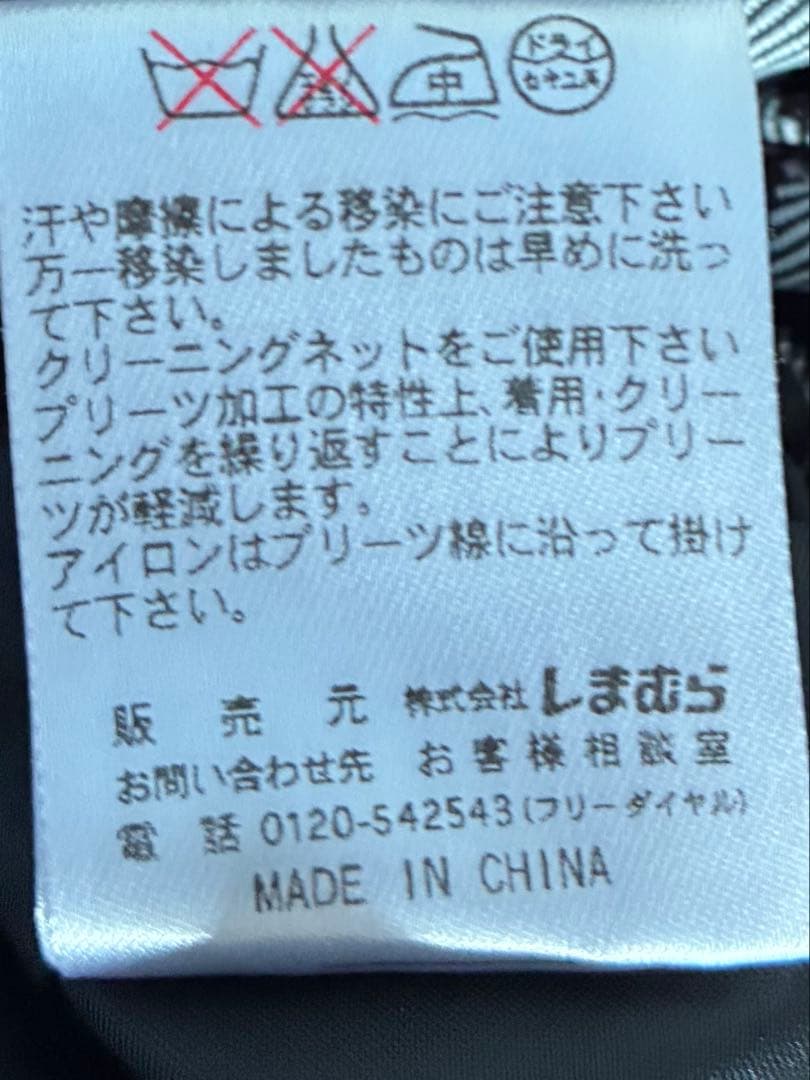 エンソ サラシ 中 ドライ セキユ系
汗や摩擦による移染にご注意下さい
万一移染しましたものは早めに洗っ
て下さい。
クリーニングネットをご使用下さい
プリーツ加工の特性上、着用・クリー
ニングを繰り返すことによりプリー
ツが軽減します。
アイロンはプリーツ線に沿って掛け
て下さい。
販売元 株式会社しまむら
お問い合わせ先 お客様相談室
電話 0120-542543(フリーダイヤル)
MADE IN CHINA